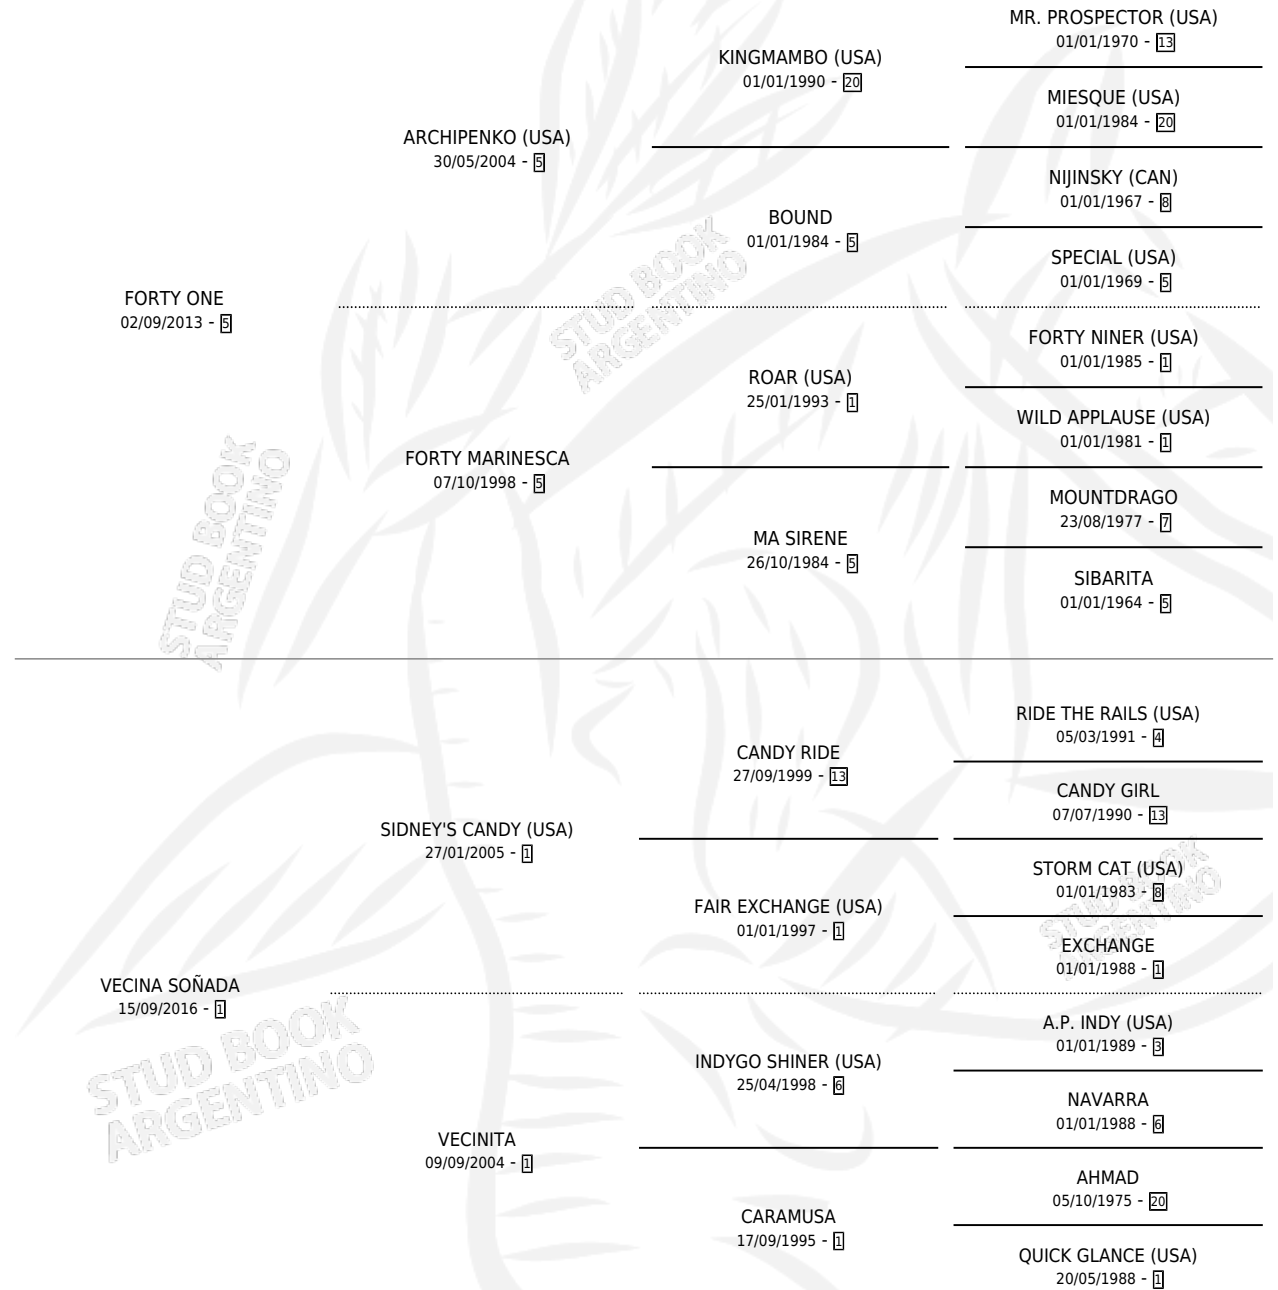 MR. PROSPECTOR (USA)
01/01/1970 - 13
KINGMAMBO (USA)
01/01/1990 - 20
MIESQUE (USA)
01/01/1984 - 20
ARCHIPENKO (USA)
30/05/2004 - 5
NIJINSKY (CAN)
01/01/1967 - 8
BOUND
01/01/1984 - 5
SPECIAL (USA)
01/01/1969 - 5
FORTY ONE
02/09/2013 - 5
FORTY NINER (USA)
01/01/1985 - 1
ROAR (USA)
25/01/1993 - 1
WILD APPLAUSE (USA)
01/01/1981 - 1
FORTY MARINESCA
07/10/1998 - 5
MOUNTDRAGO
23/08/1977 - 7
MA SIRENE
26/10/1984 - 5
SIBARITA
01/01/1964 - 5
RIDE THE RAILS (USA)
05/03/1991 - 4
CANDY RIDE
27/09/1999 - 13
CANDY GIRL
07/07/1990 - 13
SIDNEY'S CANDY (USA)
27/01/2005 - 1
STORM CAT (USA)
01/01/1983 - 8
FAIR EXCHANGE (USA)
01/01/1997 - 1
EXCHANGE
01/01/1988 - 1
VECINA SOÑADA
15/09/2016 - 1
A.P. INDY (USA)
01/01/1989 - 3
INDYGO SHINER (USA)
25/04/1998 - 6
NAVARRA
01/01/1988 - 6
VECINITA
09/09/2004 - 1
AHMAD
05/10/1975 - 20
CARAMUSA
17/09/1995 - 1
QUICK GLANCE (USA)
20/05/1988 - 1
STUD BOOK
ARGENTINO
STUD BOOK
ARGENTINO
STUD BOOK
ARGENTINO
STUD BOOK
ARGENTINO